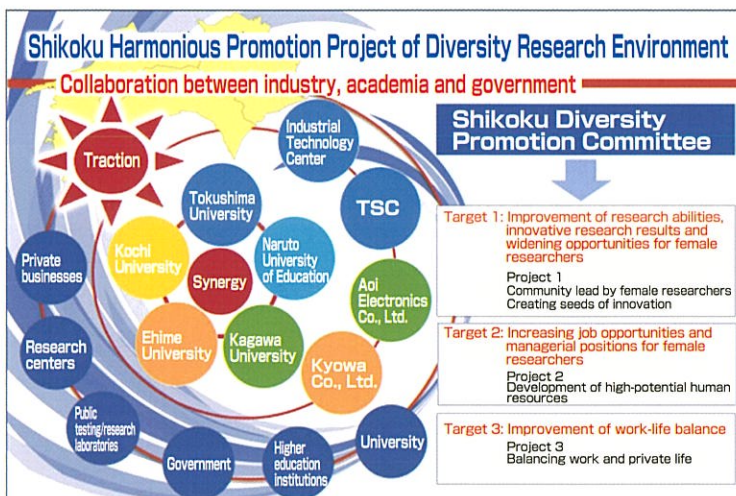 Shikoku Harmonious Promotion Project of Diversity Research Environment
Collaboration between industry, academia and government
Traction
Industrial
Technology
Center
TSC
Aoi
Electronics
Co., Ltd.
Kyowa
Co., Ltd.
Tokushima
University
Naruto
University
of Education
Kagawa
University
Ehime
University
Kochi
University
Synergy
Private
businesses
Research
centers
Public
testing/research
laboratories
Government
Higher
education
institutions
University
Shikoku Diversity
Promotion Committee
Target 1: Improvement of research abilities,
innovative research results and
widening opportunities for female
researchers
Project 1
Community lead by female researchers
Creating seeds of innovation
Target 2: Increasing job opportunities and
managerial positions for female
researchers
Project 2
Development of high-potential human
resources
Target 3: Improvement of work-life balance
Project 3
Balancing work and private life